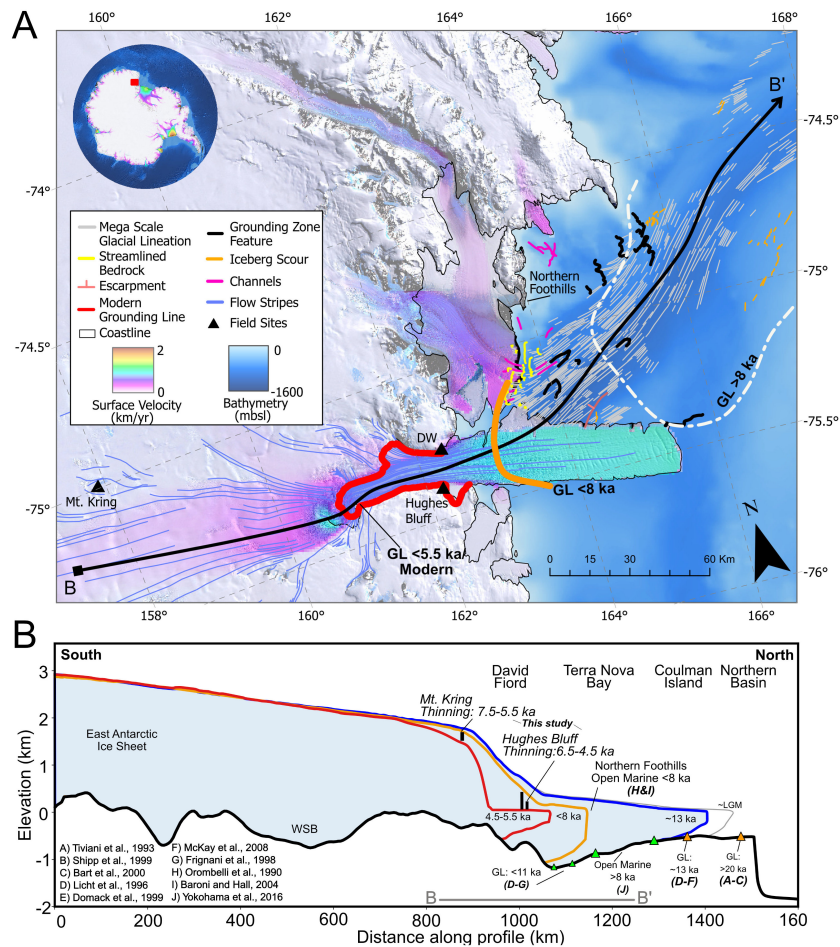 A
160°
162°
164°
166°
168°
B'
-74.5°
-74°
Mega Scale
Glacial Lineation
Streamlined
Bedrock
Escarpment
Modern
Grounding Line
Coastline
Grounding Zone
Feature
Iceberg Scour
Channels
Flow Stripes
Field Sites
2
0
Surface Velocity
(km/yr)
0
-1600
Bathymetry
(mbsl)
Northern
Foothills
-75°
-74.5°
GL >8 ka
-75.5°
DW
Mt. Kring
Hughes
Bluff
GL <8 ka
-75°
GL <5.5 ka/
Modern
N
B
0 15 30 60 Km
-76°
158°
160°
162°
164°
166°
B
South
North
David
Fiord
Terra Nova
Bay
Coulman
Island
Northern
Basin
Mt. Kring
Thinning: 7.5-5.5 ka
This study
Hughes Bluff
Thinning:6.5-4.5 ka
East Antarctic
Ice Sheet
Northern Foothills
Open Marine <8 ka
(H&I)
~LGM
4.5-5.5 ka
<8 ka
~13 ka
WSB
A) Tiviani et al., 1993
B) Shipp et al., 1999
C) Bart et al., 2000
D) Licht et al., 1996
E) Domack et al., 1999
F) McKay et al., 2008
G) Frignani et al., 1998
H) Orombelli et al., 1990
I) Baroni and Hall, 2004
J) Yokohama et al., 2016
GL: <11 ka
(D-G)
Open Marine
>8 ka
(J)
GL:
~13 ka
(D-F)
GL:
>20 ka
(A-C)
B
B'
3
2
1
0
-1
-2
Elevation (km)
0 200 400 600 800 1000 1200 1400 160
Distance along profile (km)